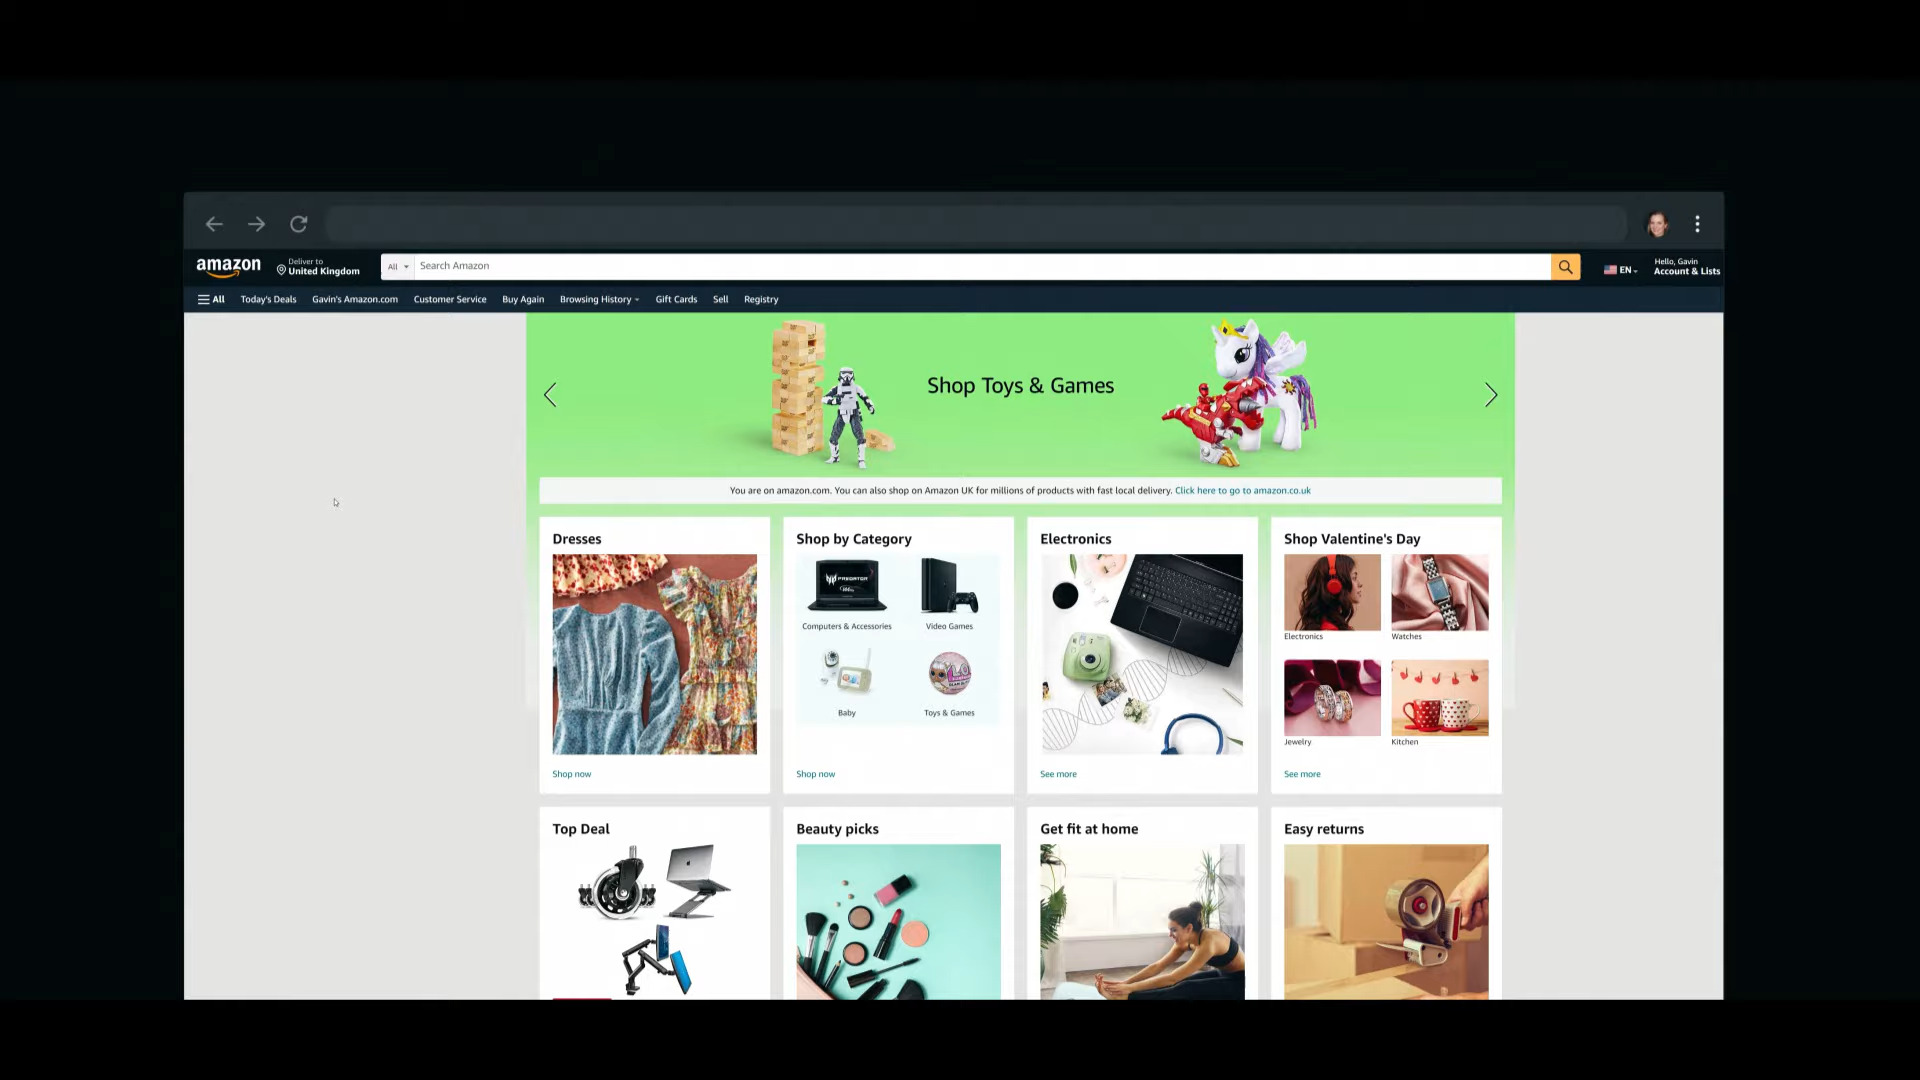 amazon
Deliver to
United Kingdom
All
Search Amazon
EN
Hello, Gavin
Account & Lists
All
Today's Deals
Gavin's Amazon.com
Customer Service
Buy Again
Browsing History
Gift Cards
Sell
Registry
Shop Toys & Games
You are on amazon.com. You can also shop on Amazon UK for millions of products with fast local delivery. Click here to go to amazon.co.uk
Dresses
Shop now
Shop by Category
PREDATOR
Computers & Accessories
Video Games
Baby
Toys & Games
Shop now
Electronics
See more
Shop Valentine's Day
Electronics
Watches
Jewelry
Kitchen
See more
Top Deal
Beauty picks
Get fit at home
Easy returns